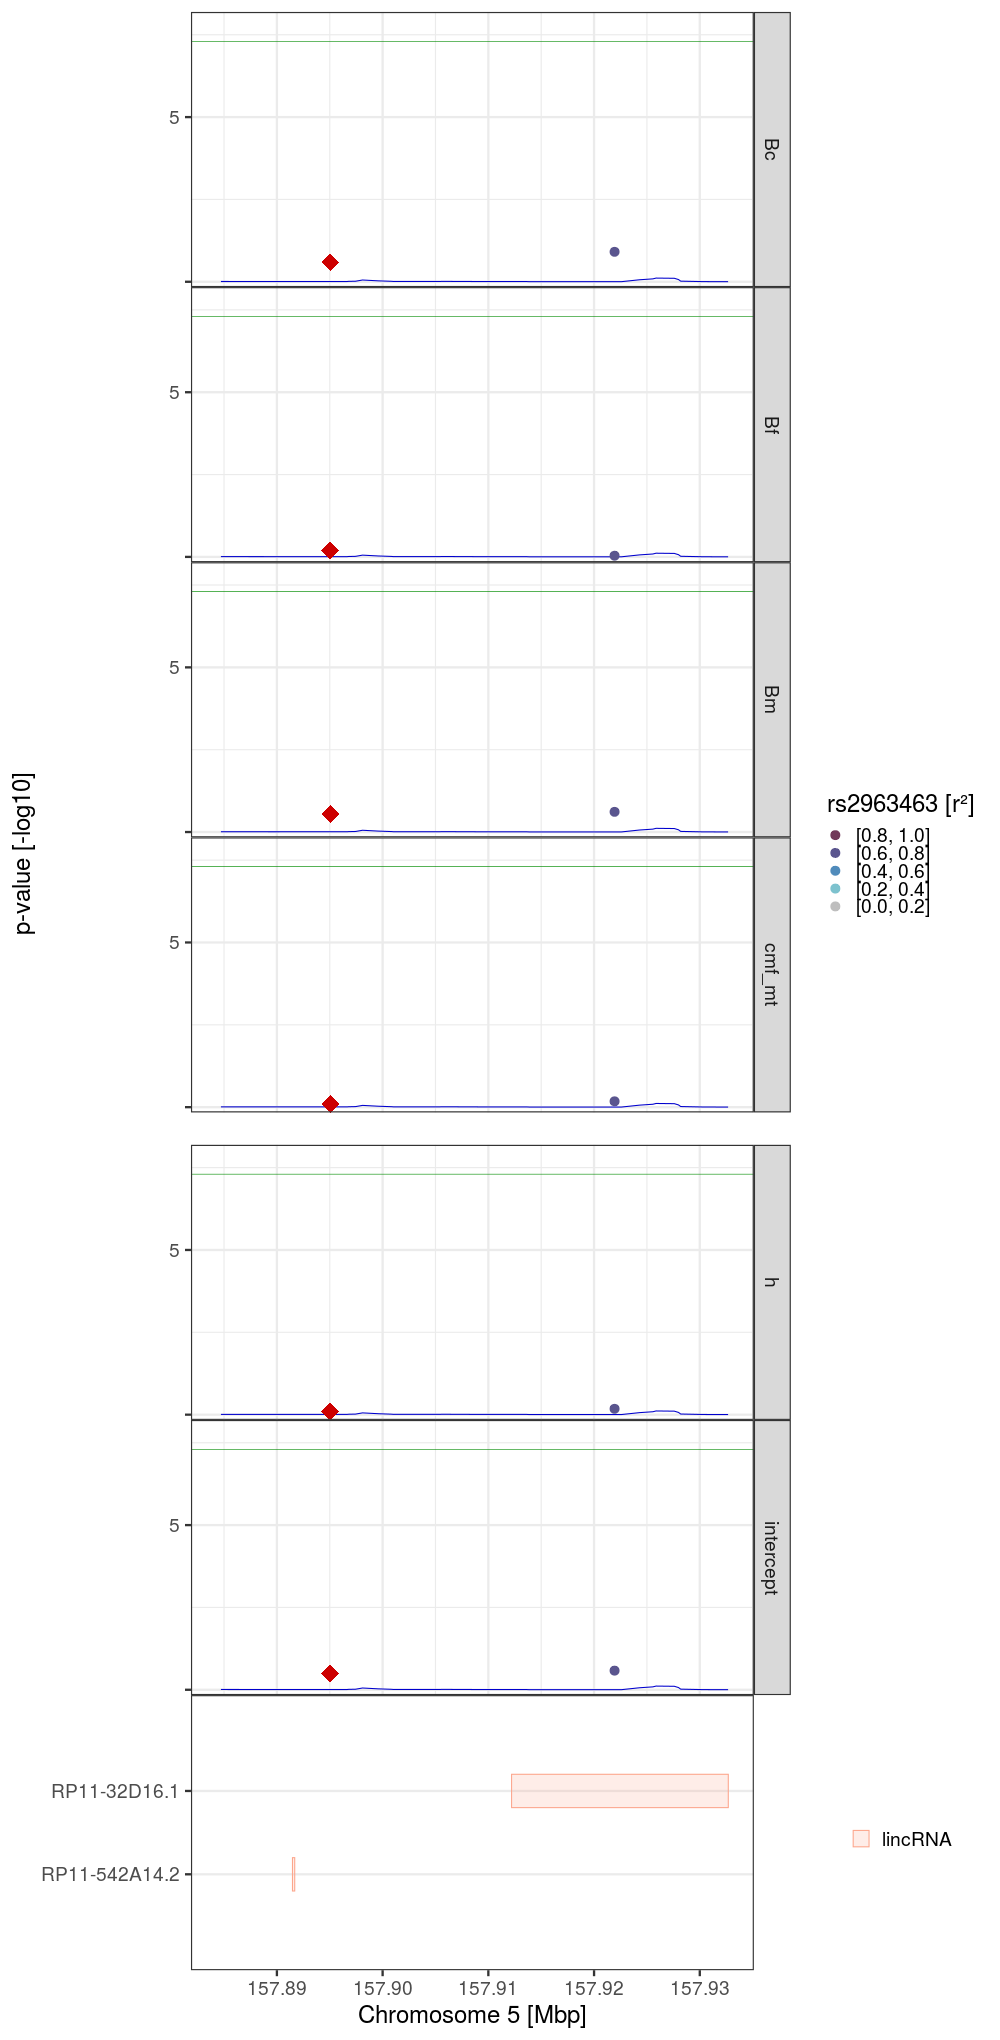 5
Bc
5
Bf
5
Bm
p-value [-log10]
rs2963463 [r²]
[0.8, 1.0]
[0.6, 0.8]
[0.4, 0.6]
[0.2, 0.4]
[0.0, 0.2]
5
cmf_mt
5
h
5
intercept
RP11-32D16.1
lincRNA
RP11-542A14.2
157.89 157.90 157.91 157.92 157.93
Chromosome 5 [Mbp]